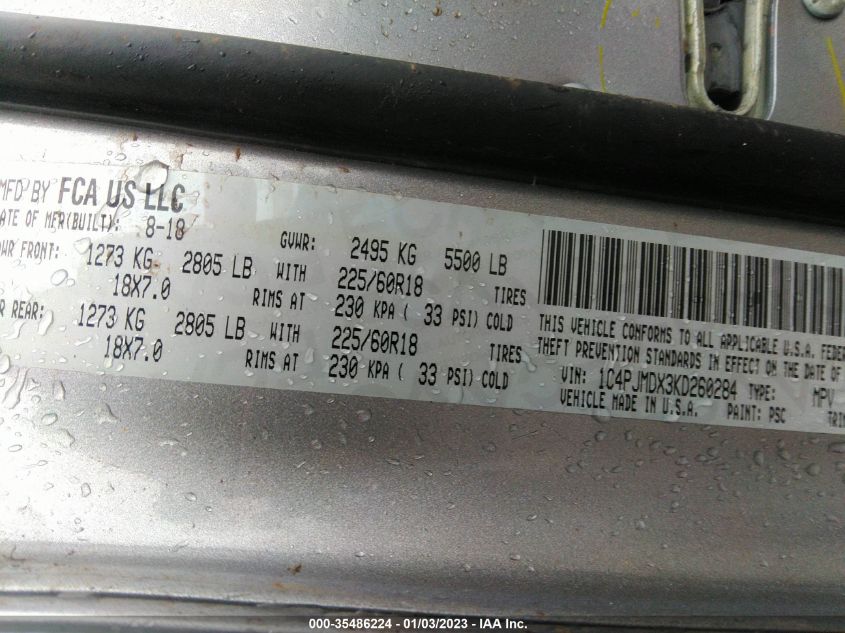 MFD BY FCA US LLC
ATE OF MFR(BUILT): 8-18 GVWR: 2495 KG 5500 LB
WR FRONT: 1273 KG 2805 LB WITH 225/60R18 TIRES
18X7.0 RIMS AT 230 KPA ( 33 PSI) COLD
R REAR: 1273 KG 2805 LB WITH 225/60R18 TIRES
18X7.0 RIMS AT 230 KPA ( 33 PSI) COLD
THIS VEHICLE CONFORMS TO ALL APPLICABLE U.S.A. FEDER
THEFT PREVENTION STANDARDS IN EFFECT ON THE DATE OF
VIN: 1C4PJMDX3KD260284 TYPE: MPV
VEHICLE MADE IN U.S.A. PAINT: PSC TRIM
000-35486224 - 01/03/2023 - IAA Inc.